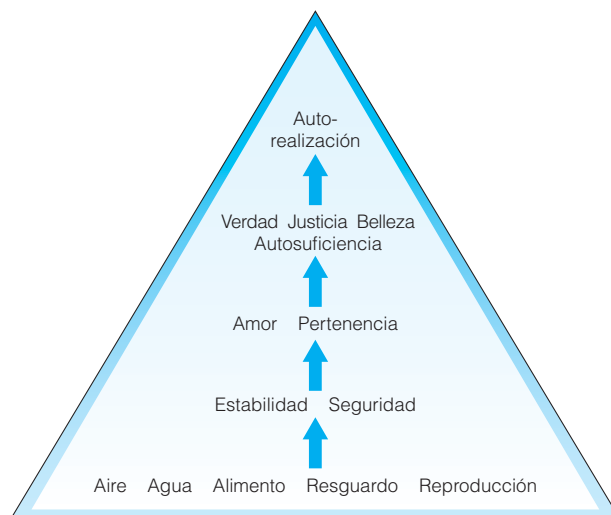 Auto-
realización
Verdad Justicia Belleza
Autosuficiencia
Amor Pertenencia
Estabilidad Seguridad
Aire Agua Alimento Resguardo Reproducción